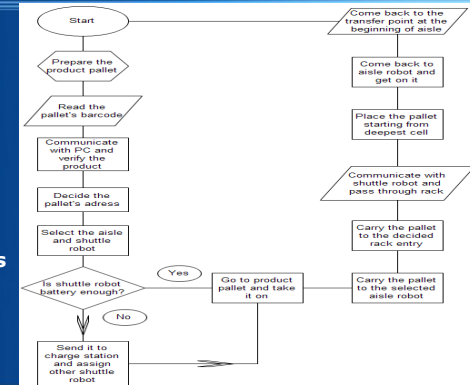 Start
Prepare the
product pallet
Read the
pallet's barcode
Communicate
with PC and
verify the
product
Decide the
pallet's adress
Select the aisle
and shuttle
robot
Is shuttle robot
battery enough?
Yes
No
Send it to
charge station
and assign
other shuttle
robot
Go to product
pallet and take
it on
Carry the pallet
to the selected
aisle robot
Carry the pallet
to the decided
rack entry
Communicate with
shuttle robot and
pass through rack
Place the pallet
starting from
deepest cell
Come back to
aisle robot and
get on it
Come back to the
transfer point at the
beginning of aisle
s